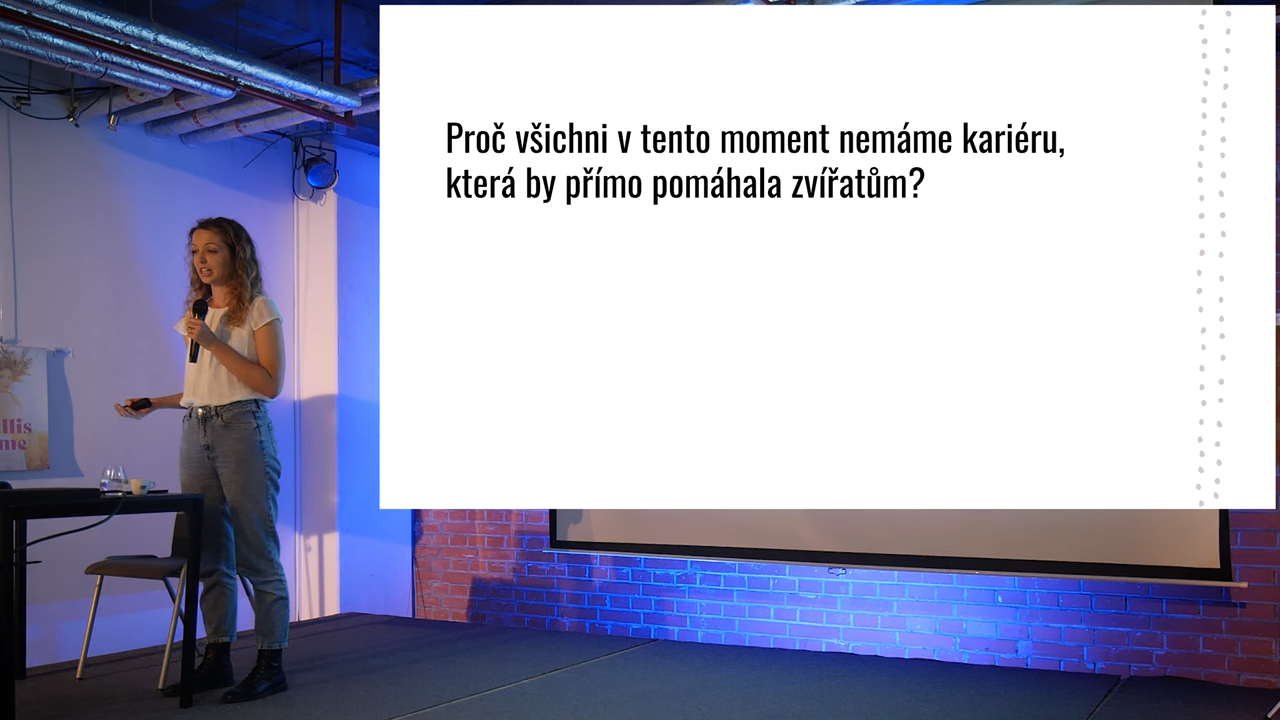 Proč všichni v tento moment nemáme kariéru,
která by přímo pomáhala zvířatům?